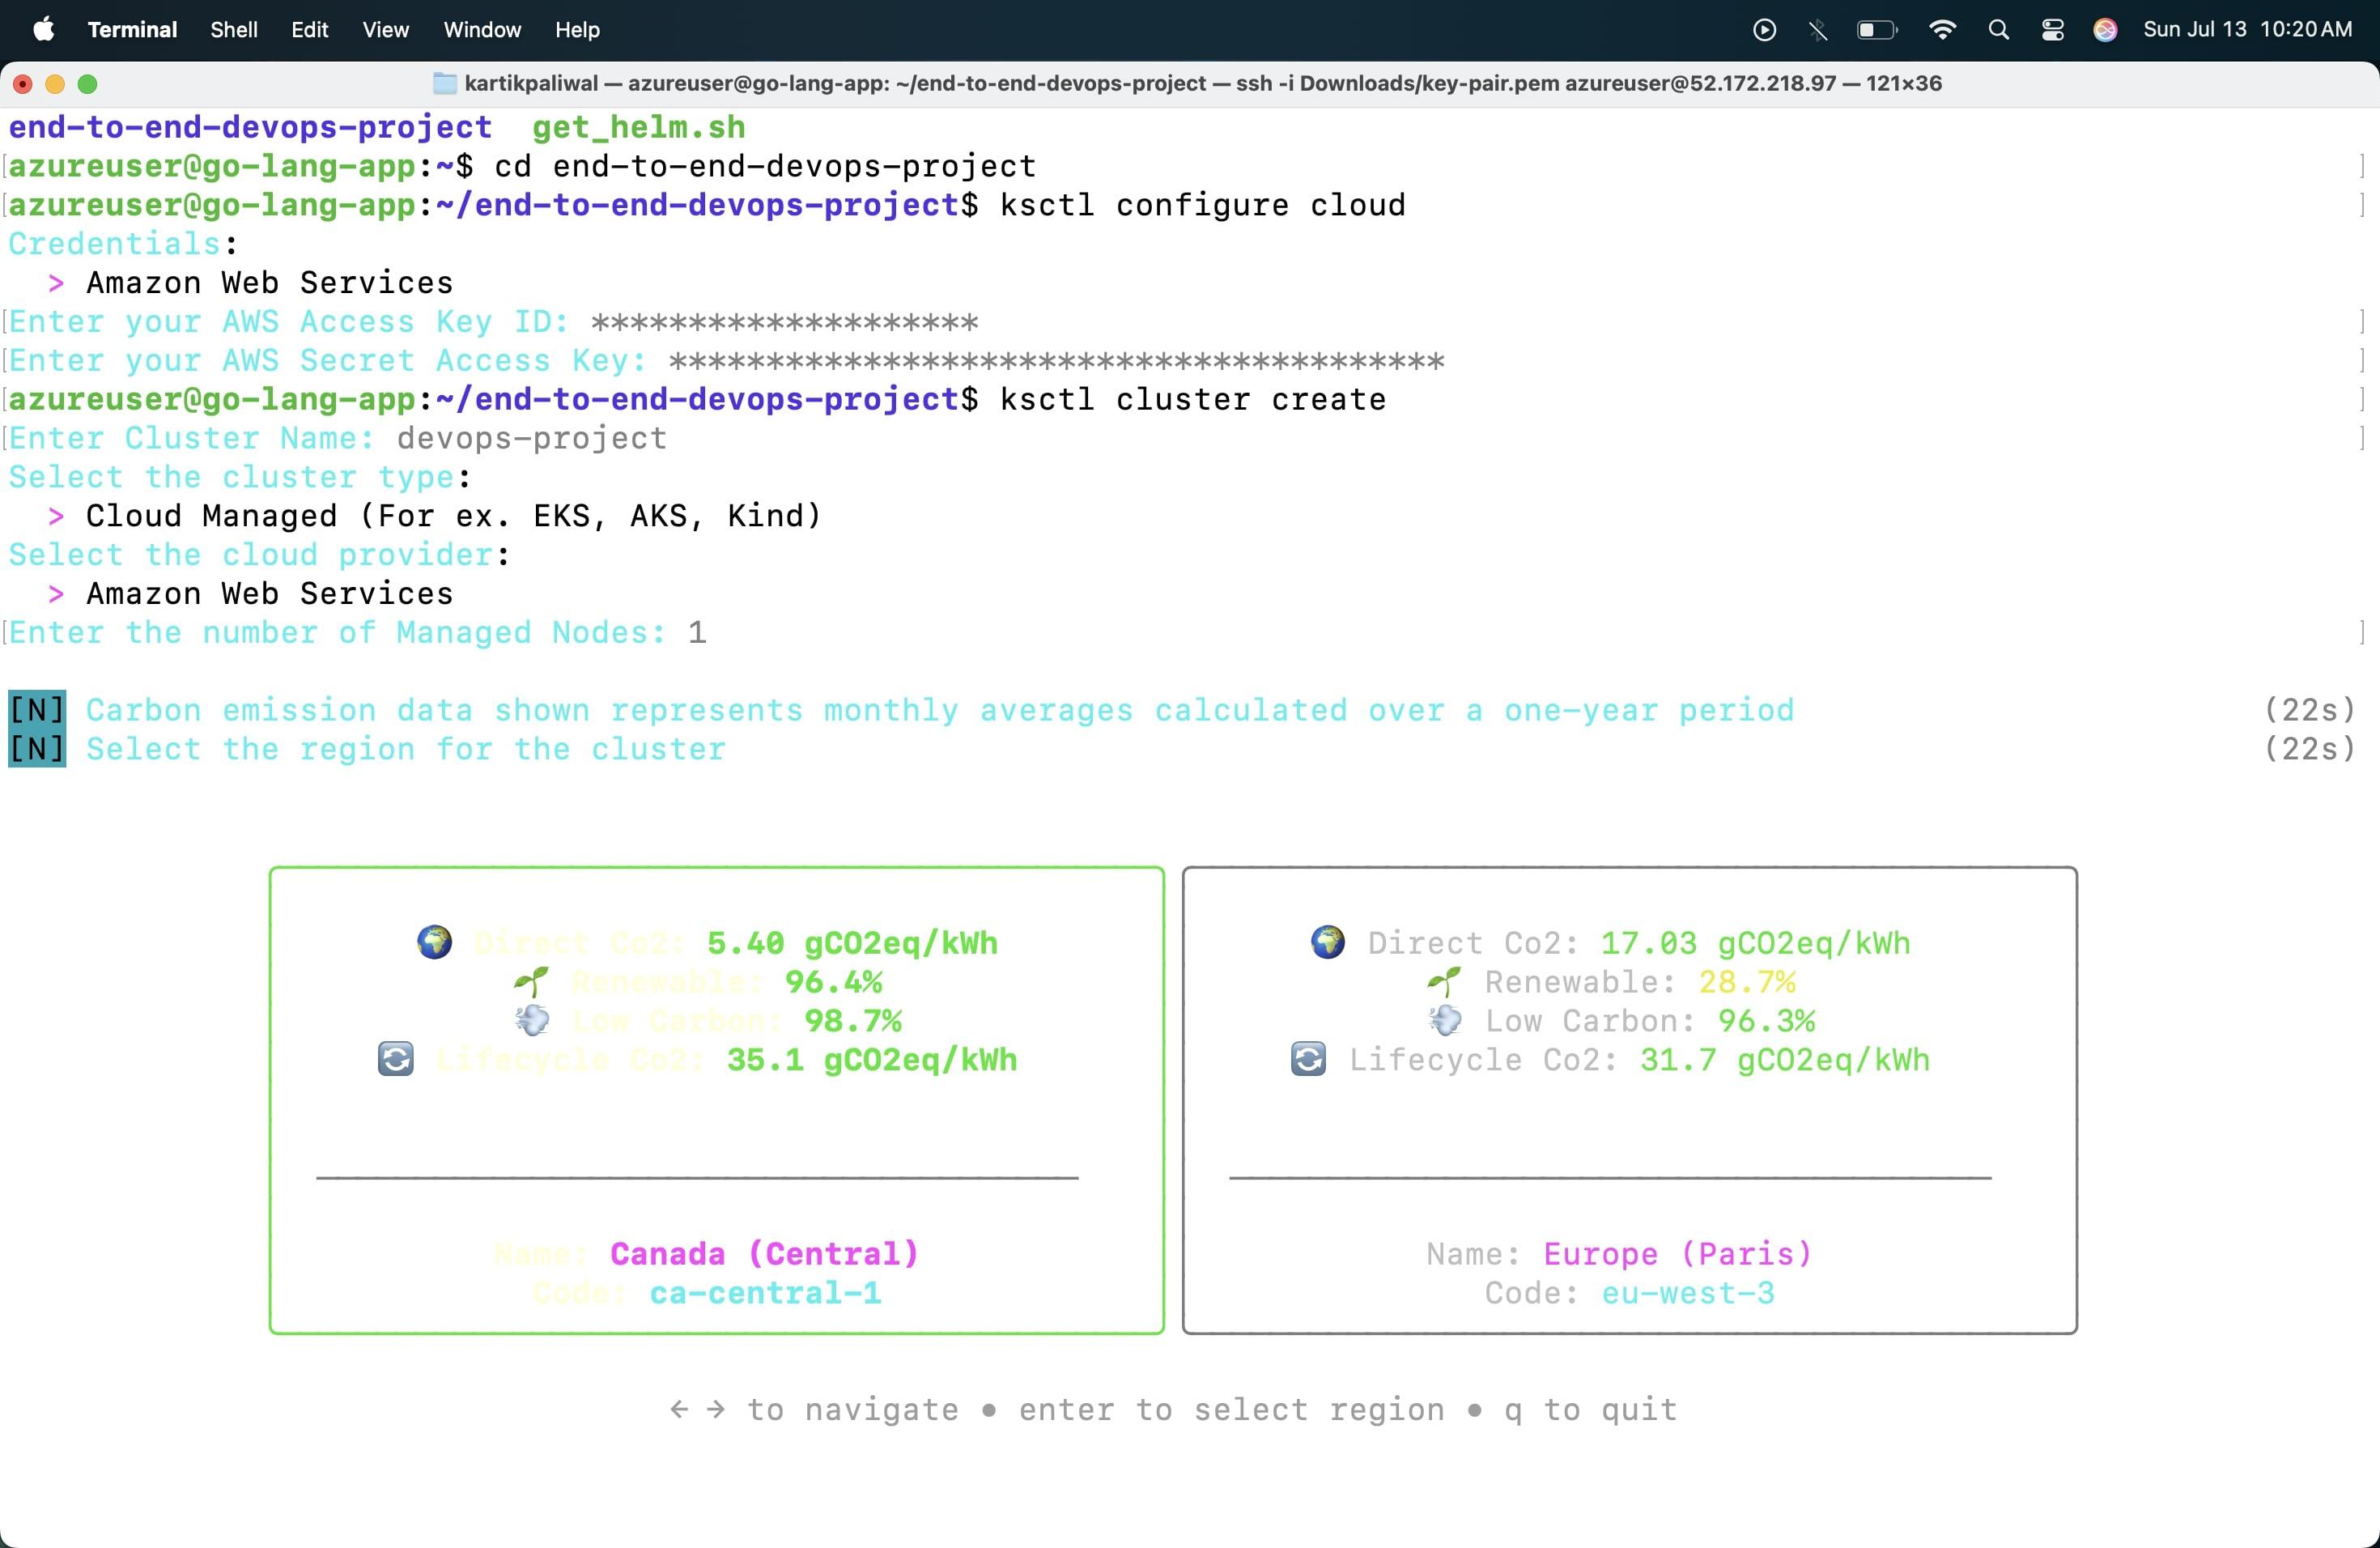 Terminal Shell Edit View Window Help Sun Jul 13 10:20 AM
kartikpaliwal — azureuser@go-lang-app: ~/end-to-end-devops-project — ssh -i Downloads/key-pair.pem azureuser@52.172.218.97 — 121×36
end-to-end-devops-project get_helm.sh
[azureuser@go-lang-app:~$ cd end-to-end-devops-project ]
[azureuser@go-lang-app:~/end-to-end-devops-project$ ksctl configure cloud ]
Credentials:
> Amazon Web Services
[Enter your AWS Access Key ID: ******************** ]
[Enter your AWS Secret Access Key: **************************************** ]
[azureuser@go-lang-app:~/end-to-end-devops-project$ ksctl cluster create ]
[Enter Cluster Name: devops-project ]
Select the cluster type:
> Cloud Managed (For ex. EKS, AKS, Kind)
Select the cloud provider:
> Amazon Web Services
[Enter the number of Managed Nodes: 1 ]
[N] Carbon emission data shown represents monthly averages calculated over a one-year period (22s)
[N] Select the region for the cluster (22s)
🌍 Direct Co2: 5.40 gCO2eq/kWh
🌱 Renewable: 96.4%
💨 Low Carbon: 98.7%
🔄 Lifecycle Co2: 35.1 gCO2eq/kWh
Name: Canada (Central)
Code: ca-central-1
🌍 Direct Co2: 17.03 gCO2eq/kWh
🌱 Renewable: 28.7%
💨 Low Carbon: 96.3%
🔄 Lifecycle Co2: 31.7 gCO2eq/kWh
Name: Europe (Paris)
Code: eu-west-3
← → to navigate • enter to select region • q to quit